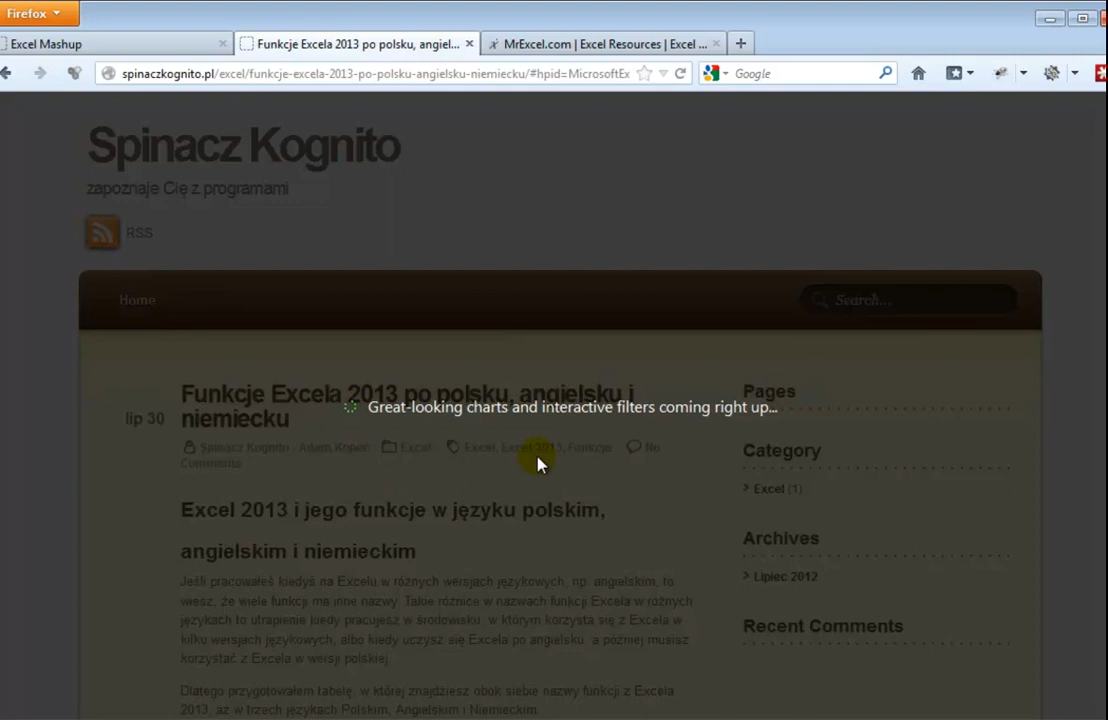 Firefox
Excel Mashup
Funkcje Excela 2013 po polsku, angiel...
MrExcel.com | Excel Resources | Excel ...
spinaczkognito.pl/excel/funkcje-excela-2013-po-polsku-angielsku-niemiecku/#hpid=MicrosoftEx
Google
Spinacz Kognito
zapoznaje Cię z programami
RSS
Home
Search...
Funkcje Excela 2013 po polsku, angielsku i
niemiecku
lip 30
Great-looking charts and interactive filters coming right up...
Spinacz Kognito - Adam Kopeć
Excel
Excel, Excel 2013, Funkcje
No
Comments
Excel 2013 i jego funkcje w języku polskim,
angielskim i niemieckim
Jeśli pracowałeś kiedyś na Excelu w różnych wersjach językowych, np. angielskim, to
wiesz, że wiele funkcji ma inne nazwy. Takie różnice w nazwach funkcji Excela w różnych
językach to utrapienie kiedy pracujesz w środowisku, w którym korzysta się z Excela w
kilku wersjach językowych, albo kiedy uczysz się Excela po angielsku, a później musisz
korzystać z Excela w wersji polskiej.
Dlatego przygotowałem tabelę, w której znajdziesz obok siebie nazwy funkcji z Excela
2013, aż w trzech językach Polskim, Angielskim i Niemieckim.
Pages
Category
Excel (1)
Archives
Lipiec 2012
Recent Comments